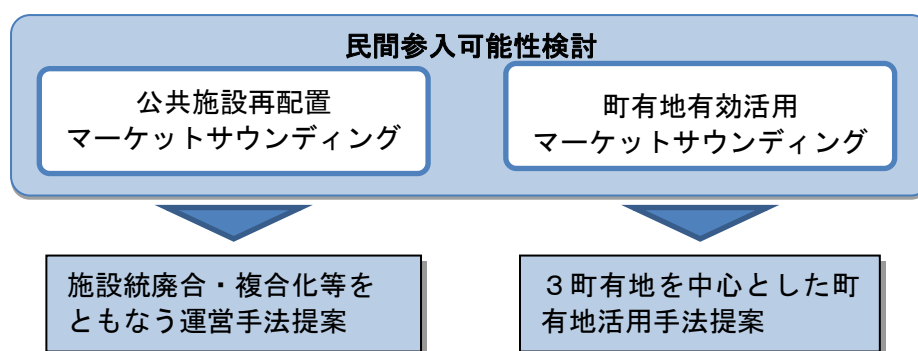 民間参入可能性検討
公共施設再配置
マーケットサウンディング
町有地有効活用
マーケットサウンディング
施設統廃合・複合化等を
ともなう運営手法提案
３町有地を中心とした町
有地活用手法提案